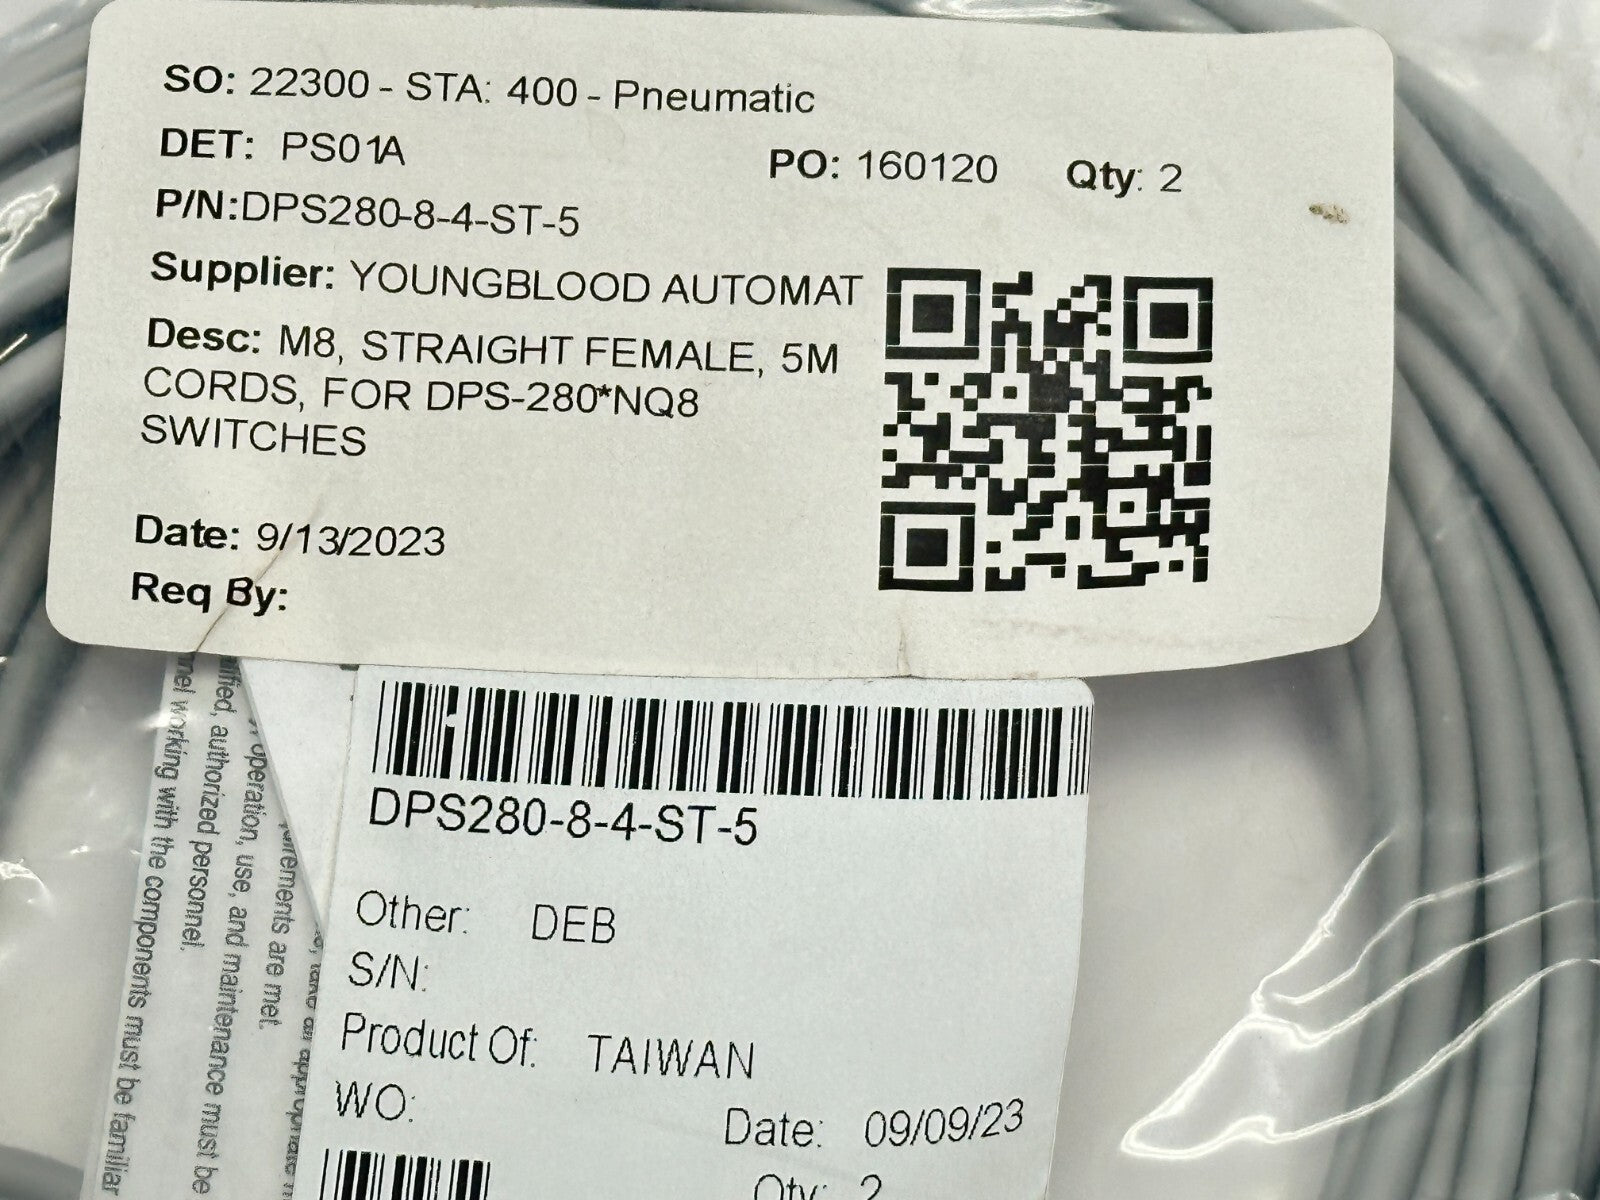 SO: 22300 - STA: 400 - Pneumatic
DET: PS01A
PO: 160120 Qty: 2
P/N:DPS280-8-4-ST-5
Supplier: YOUNGBLOOD AUTOMAT
Desc: M8, STRAIGHT FEMALE, 5M
CORDS, FOR DPS-280*NQ8
SWITCHES
Date: 9/13/2023
Req By:
DPS280-8-4-ST-5
Other: DEB
S/N:
Product Of: TAIWAN
WO:
Date: 09/09/23
Qty: 2
are met.
operation, use, and maintenance must be
authorized personnel.
working with the components must be familiar